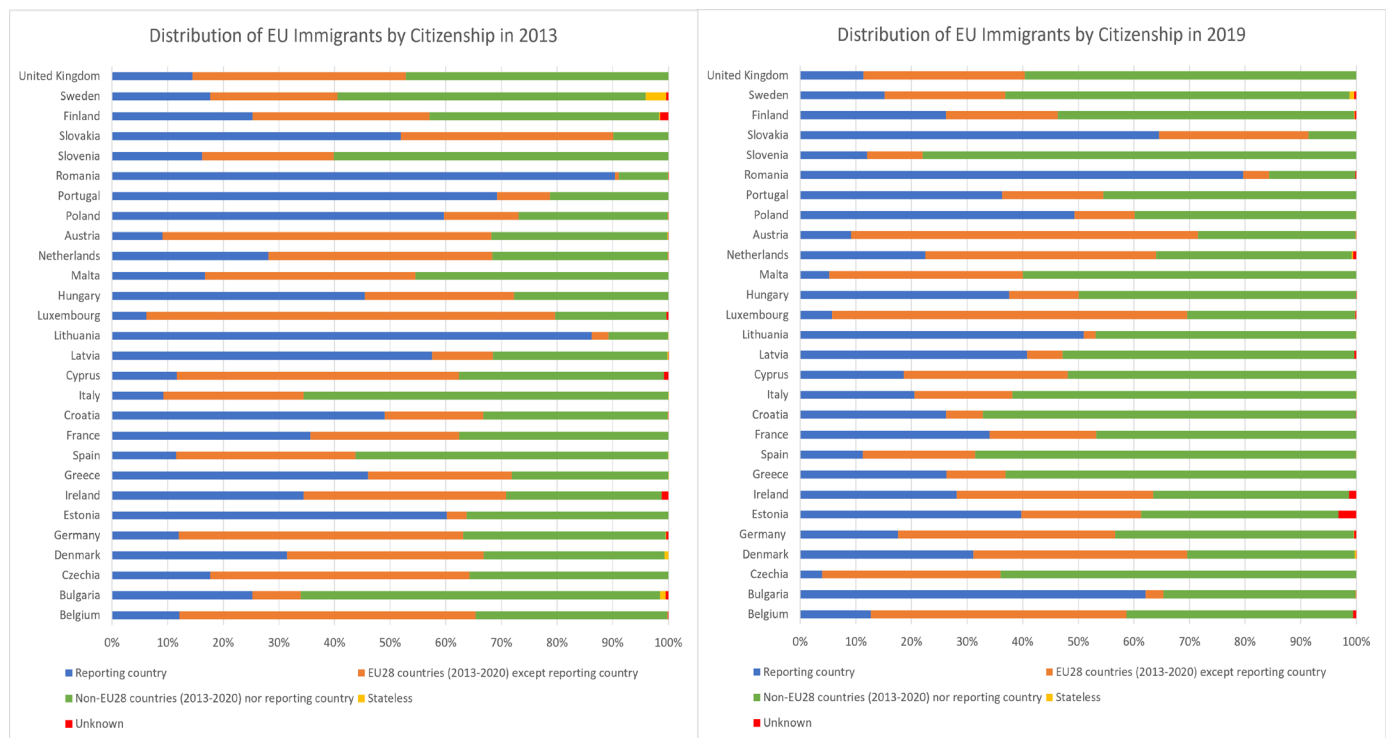 Distribution of EU Immigrants by Citizenship in 2013
United Kingdom
Sweden
Finland
Slovakia
Slovenia
Romania
Portugal
Poland
Austria
Netherlands
Malta
Hungary
Luxembourg
Lithuania
Latvia
Cyprus
Italy
Croatia
France
Spain
Greece
Ireland
Estonia
Germany
Denmark
Czechia
Bulgaria
Belgium
0% 10% 20% 30% 40% 50% 60% 70% 80% 90% 100%
Reporting country EU28 countries (2013-2020) except reporting country
Non-EU28 countries (2013-2020) nor reporting country Stateless
Unknown
Distribution of EU Immigrants by Citizenship in 2019
United Kingdom
Sweden
Finland
Slovakia
Slovenia
Romania
Portugal
Poland
Austria
Netherlands
Malta
Hungary
Luxembourg
Lithuania
Latvia
Cyprus
Italy
Croatia
France
Spain
Greece
Ireland
Estonia
Germany
Denmark
Czechia
Bulgaria
Belgium
0% 10% 20% 30% 40% 50% 60% 70% 80% 90% 100%
Reporting country EU28 countries (2013-2020) except reporting country
Non-EU28 countries (2013-2020) nor reporting country Stateless
Unknown